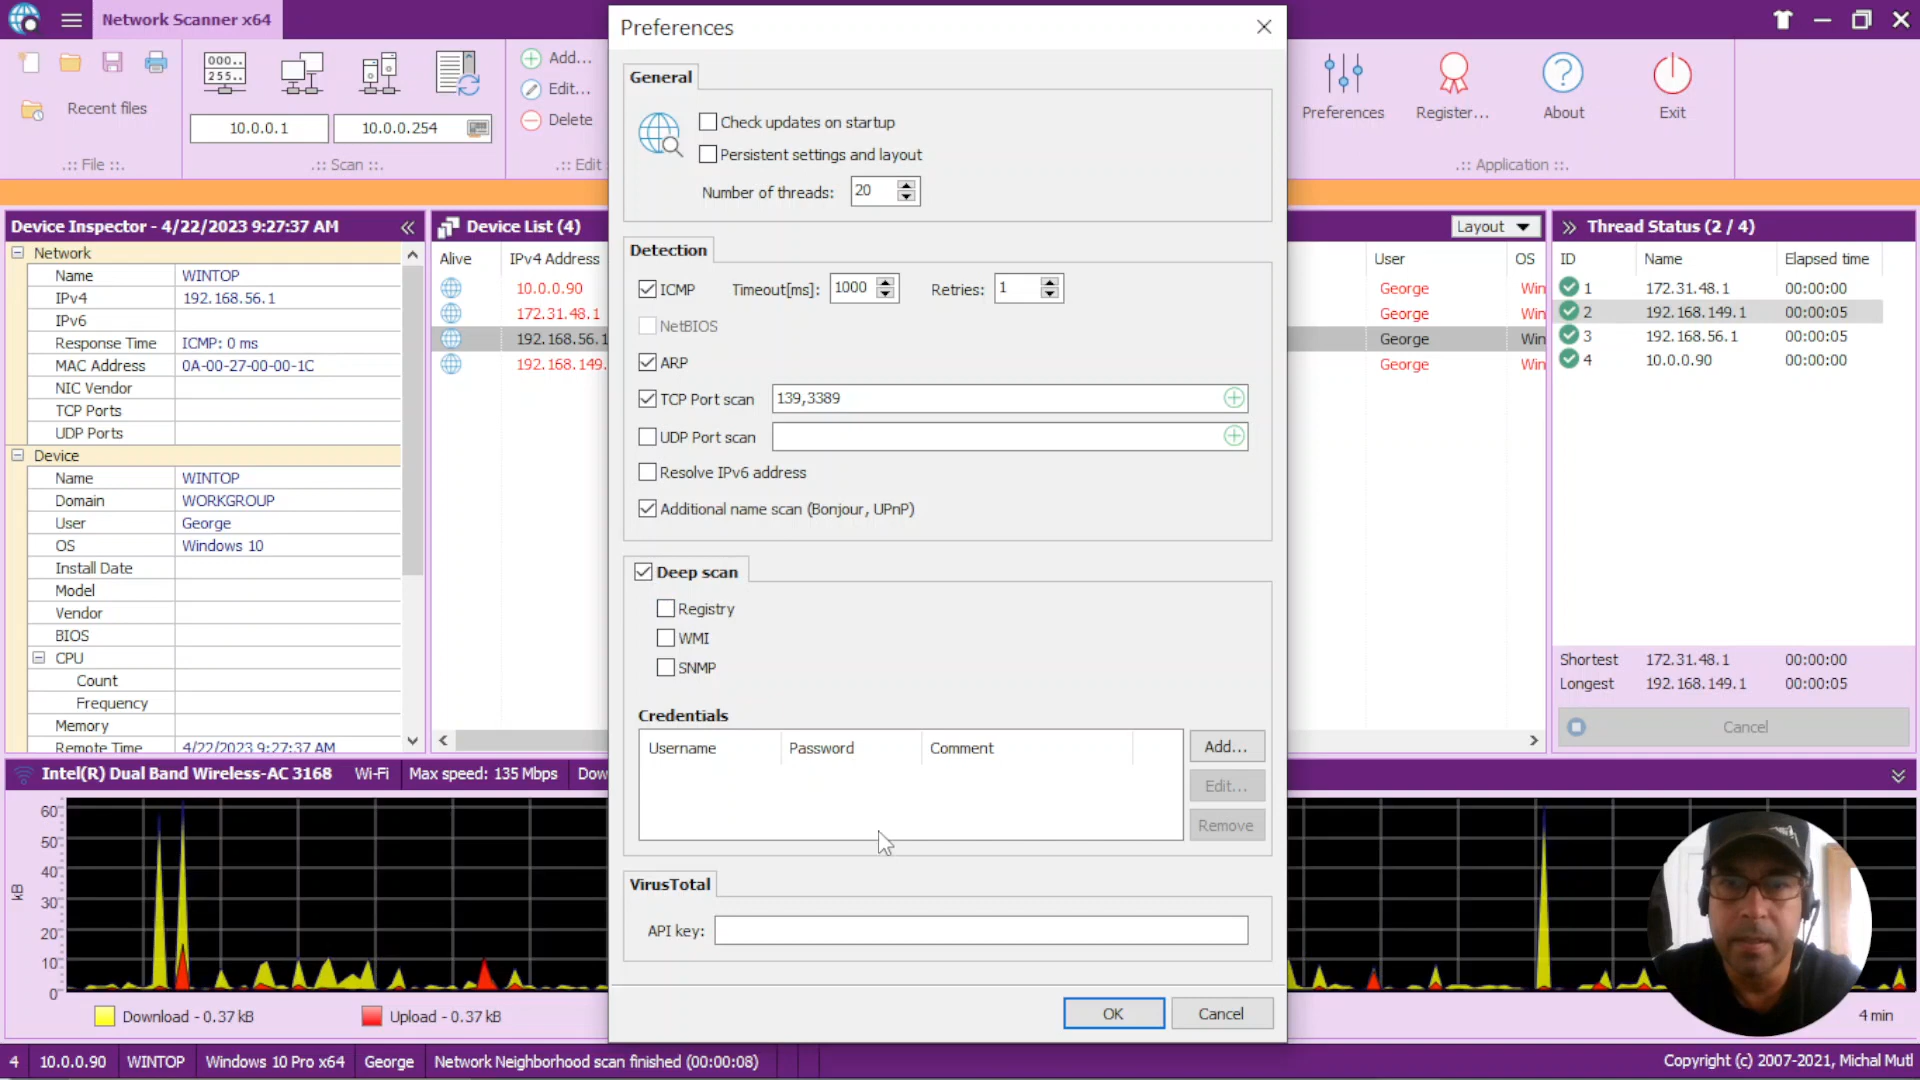 Network Scanner x64
000..
255..
Recent files
10.0.0.1
10.0.0.254
Add...
Edit...
Delete
.:: File ::.
.:: Scan ::.
.:: Edit
Preferences
Register...
About
Exit
.:: Application ::.
Device Inspector - 4/22/2023 9:27:37 AM
Network
Name WINTOP
IPv4 192.168.56.1
IPv6
Response Time ICMP: 0 ms
MAC Address 0A-00-27-00-00-1C
NIC Vendor
TCP Ports
UDP Ports
Device
Name WINTOP
Domain WORKGROUP
User George
OS Windows 10
Install Date
Model
Vendor
BIOS
CPU
Count
Frequency
Memory
Remote Time 4/22/2023 9:27:37 AM
Device List (4)
Alive IPv4 Address
10.0.0.90
172.31.48.1
192.168.56.1
192.168.149.
Preferences
General
Check updates on startup
Persistent settings and layout
Number of threads: 20
Detection
ICMP Timeout[ms]: 1000 Retries: 1
NetBIOS
ARP
TCP Port scan 139,3389
UDP Port scan
Resolve IPv6 address
Additional name scan (Bonjour, UPnP)
Deep scan
Registry
WMI
SNMP
Credentials
Username Password Comment
Add...
Edit...
Remove
VirusTotal
API key:
OK
Cancel
Layout
User OS
George Win
George Win
George Win
George Win
Thread Status (2 / 4)
ID Name Elapsed time
1 172.31.48.1 00:00:00
2 192.168.149.1 00:00:05
3 192.168.56.1 00:00:05
4 10.0.0.90 00:00:00
Shortest 172.31.48.1 00:00:00
Longest 192.168.149.1 00:00:05
Cancel
Intel(R) Dual Band Wireless-AC 3168 Wi-Fi Max speed: 135 Mbps Dow
kB
60
50
40
30
20
10
0
Download - 0.37 kB
Upload - 0.37 kB
4 min
4 10.0.0.90 WINTOP Windows 10 Pro x64 George Network Neighborhood scan finished (00:00:08)
Copyright (c) 2007-2021, Michal Mutl